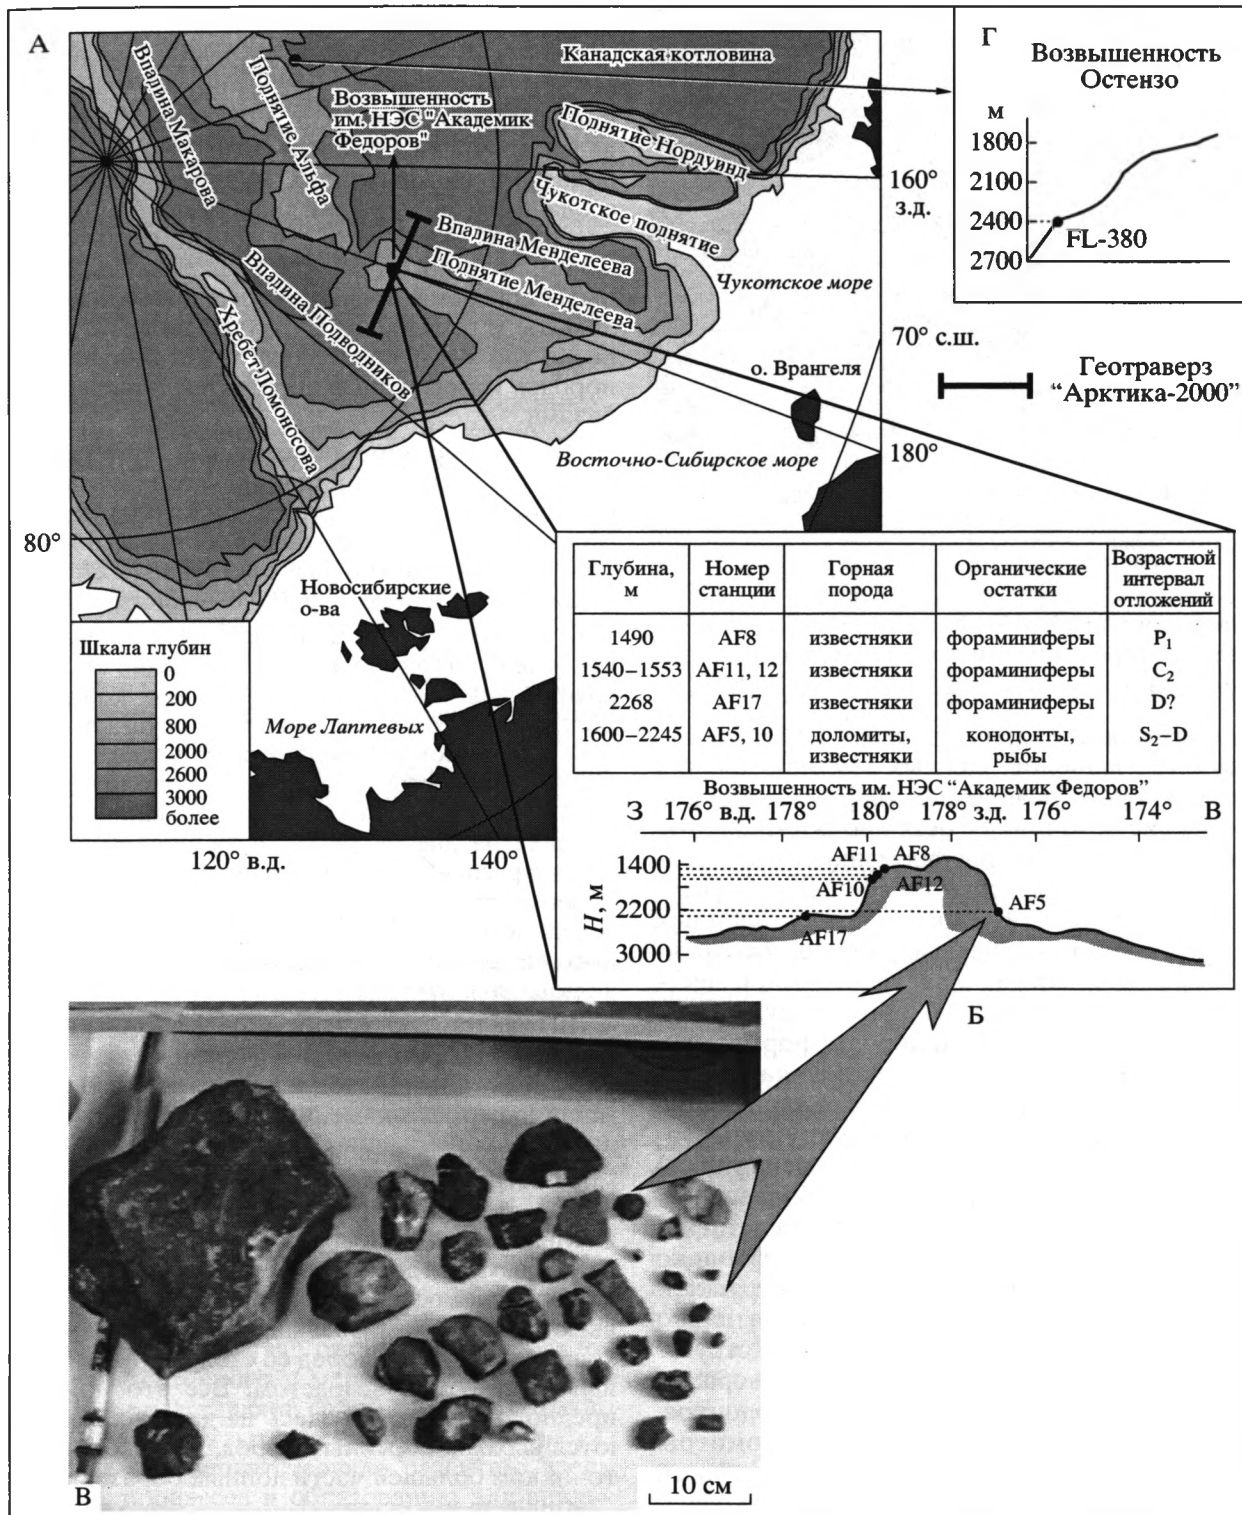 А
Впадина Макарова
Поднятие Альфа
Канадская котловина
Возвышенность
им. НЭС "Академик
Федоров"
Поднятие Нордуинд
Чукотское поднятие
Впадина Менделеева
Поднятие Менделеева
Впадина Подводников
Хребет Ломоносова
Чукотское море
160°
з.д.
70° с.ш.
о. Врангеля
Восточно-Сибирское море
180°
80°
Новосибирские
о-ва
Море Лаптевых
120° в.д.
140°
Шкала глубин
0
200
800
2000
2600
3000
более
Г
Возвышенность
Остензо
м
1800
2100
2400
2700
FL-380
Геотраверз
“Арктика-2000”
Глубина, м Номер станции Горная порода Органические остатки Возрастной интервал отложений
1490 AF8 известняки фораминиферы P₁
1540–1553 AF11, 12 известняки фораминиферы C₂
2268 AF17 известняки фораминиферы D?
1600–2245 AF5, 10 доломиты, известняки конодонты, рыбы S₂–D
Возвышенность им. НЭС “Академик Федоров”
З 176° в.д. 178° 180° 178° з.д. 176° 174° В
H, м
1400
2200
3000
AF11
AF8
AF10
AF12
AF5
AF17
Б
В
10 см